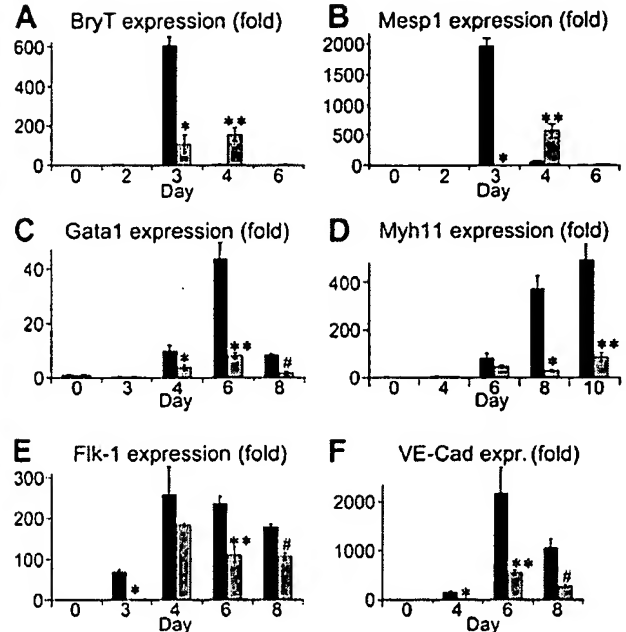 A BryT expression (fold)
600
400
200
0
*
**
0 2 3 4 6
Day
B Mesp1 expression (fold)
2000
1500
1000
500
0
*
**
0 2 3 4 6
Day
C Gata1 expression (fold)
40
20
0
*
**
#
0 3 4 6 8
Day
D Myh11 expression (fold)
400
200
0
*
**
0 4 6 8 10
Day
E Flk-1 expression (fold)
300
200
100
0
*
**
#
0 3 4 6 8
Day
F VE-Cad expr. (fold)
2000
1000
0
*
**
#
0 4 6 8
Day